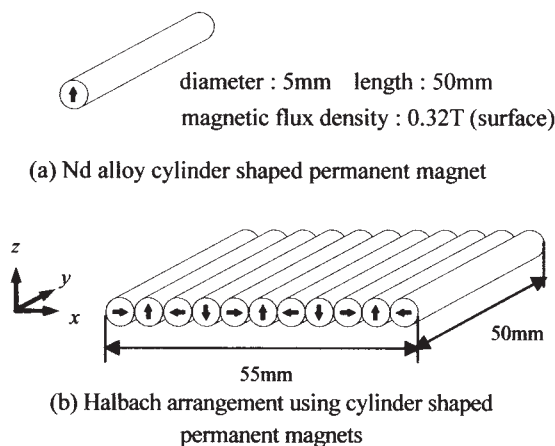 diameter : 5mm length : 50mm
magnetic flux density : 0.32T (surface)
(a) Nd alloy cylinder shaped permanent magnet
z
y
x
50mm
55mm
(b) Halbach arrangement using cylinder shaped
permanent magnets